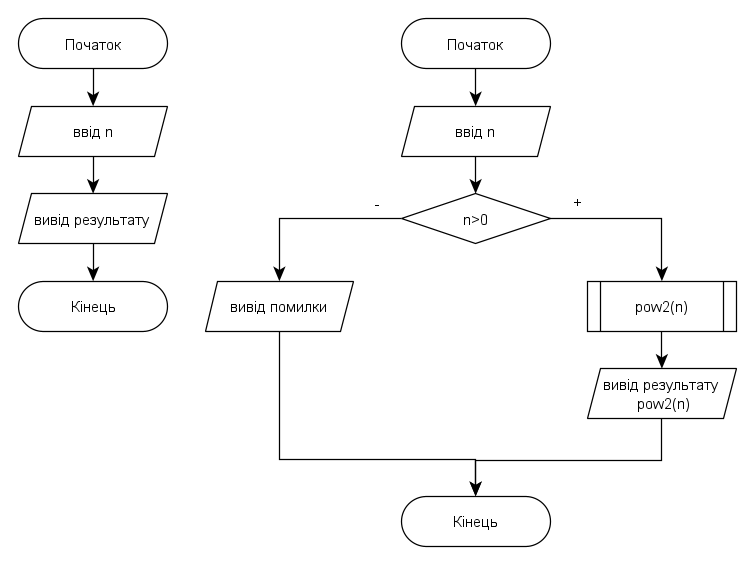 Початок
ввід n
вивід результату
Кінець
Початок
ввід n
n>0
-
+
вивід помилки
pow2(n)
вивід результату
pow2(n)
Кінець